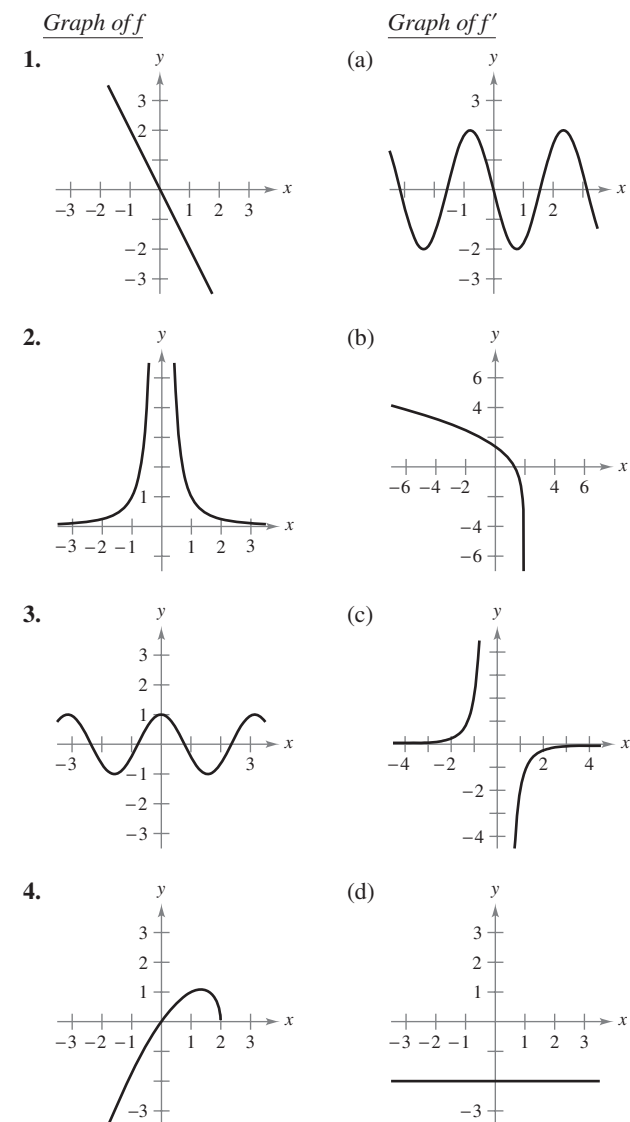 Graph of f Graph of f′
1. (a)
y y
3 3
2
x x
−3 −2 −1 1 2 3 −1 1 2
−2 −2
−3 −3
2. (b)
y y
6
4
1
x x
−3 −2 −1 1 2 3 −6 −4 −2 4 6
−4
−6
3. (c)
y y
3
2
1
x x
−3 3 −4 −2 2 4
−1
−2 −2
−3 −4
4. (d)
y y
3 3
2 2
1 1
x x
−3 −2 −1 1 2 3 −3 −2 −1 1 2 3
−3 −3